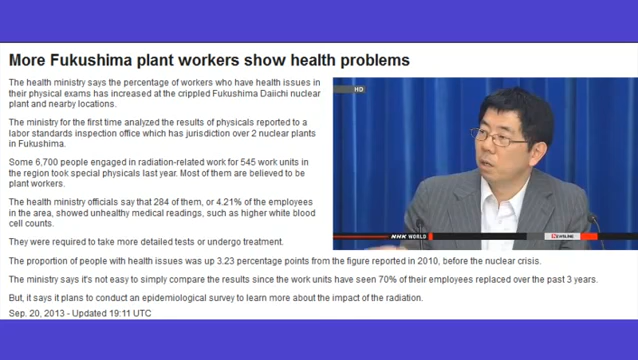 More Fukushima plant workers show health problems
The health ministry says the percentage of workers who have health issues in
their physical exams has increased at the crippled Fukushima Daiichi nuclear
plant and nearby locations.
The ministry for the first time analyzed the results of physicals reported to a
labor standards inspection office which has jurisdiction over 2 nuclear plants
in Fukushima.
Some 6,700 people engaged in radiation-related work for 545 work units in
the region took special physicals last year. Most of them are believed to be
plant workers.
The health ministry officials say that 284 of them, or 4.21% of the employees
in the area, showed unhealthy medical readings, such as higher white blood
cell counts.
They were required to take more detailed tests or undergo treatment.
HD
NHK WORLD
NEWSLINE
The proportion of people with health issues was up 3.23 percentage points from the figure reported in 2010, before the nuclear crisis.
The ministry says it's not easy to simply compare the results since the work units have seen 70% of their employees replaced over the past 3 years.
But, it says it plans to conduct an epidemiological survey to learn more about the impact of the radiation.
Sep. 20, 2013 - Updated 19:11 UTC